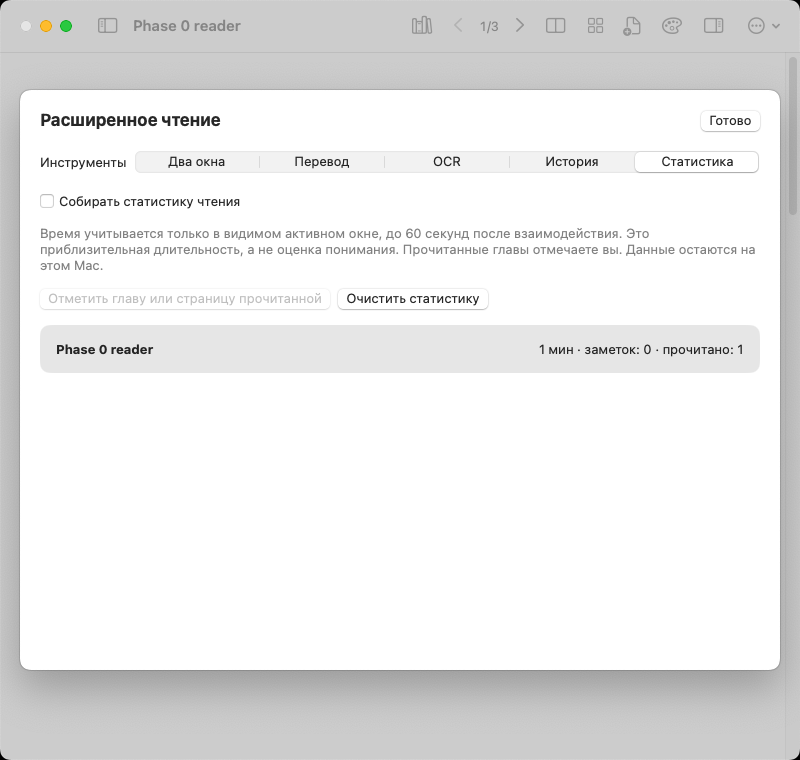 Phase 0 reader
1/3
Расширенное чтение
Готово
Инструменты
Два окна
Перевод
OCR
История
Статистика
Собирать статистику чтения
Время учитывается только в видимом активном окне, до 60 секунд после взаимодействия. Это
приблизительная длительность, а не оценка понимания. Прочитанные главы отмечаете вы. Данные остаются на
этом Mac.
Отметить главу или страницу прочитанной
Очистить статистику
Phase 0 reader
1 мин · заметок: 0 · прочитано: 1